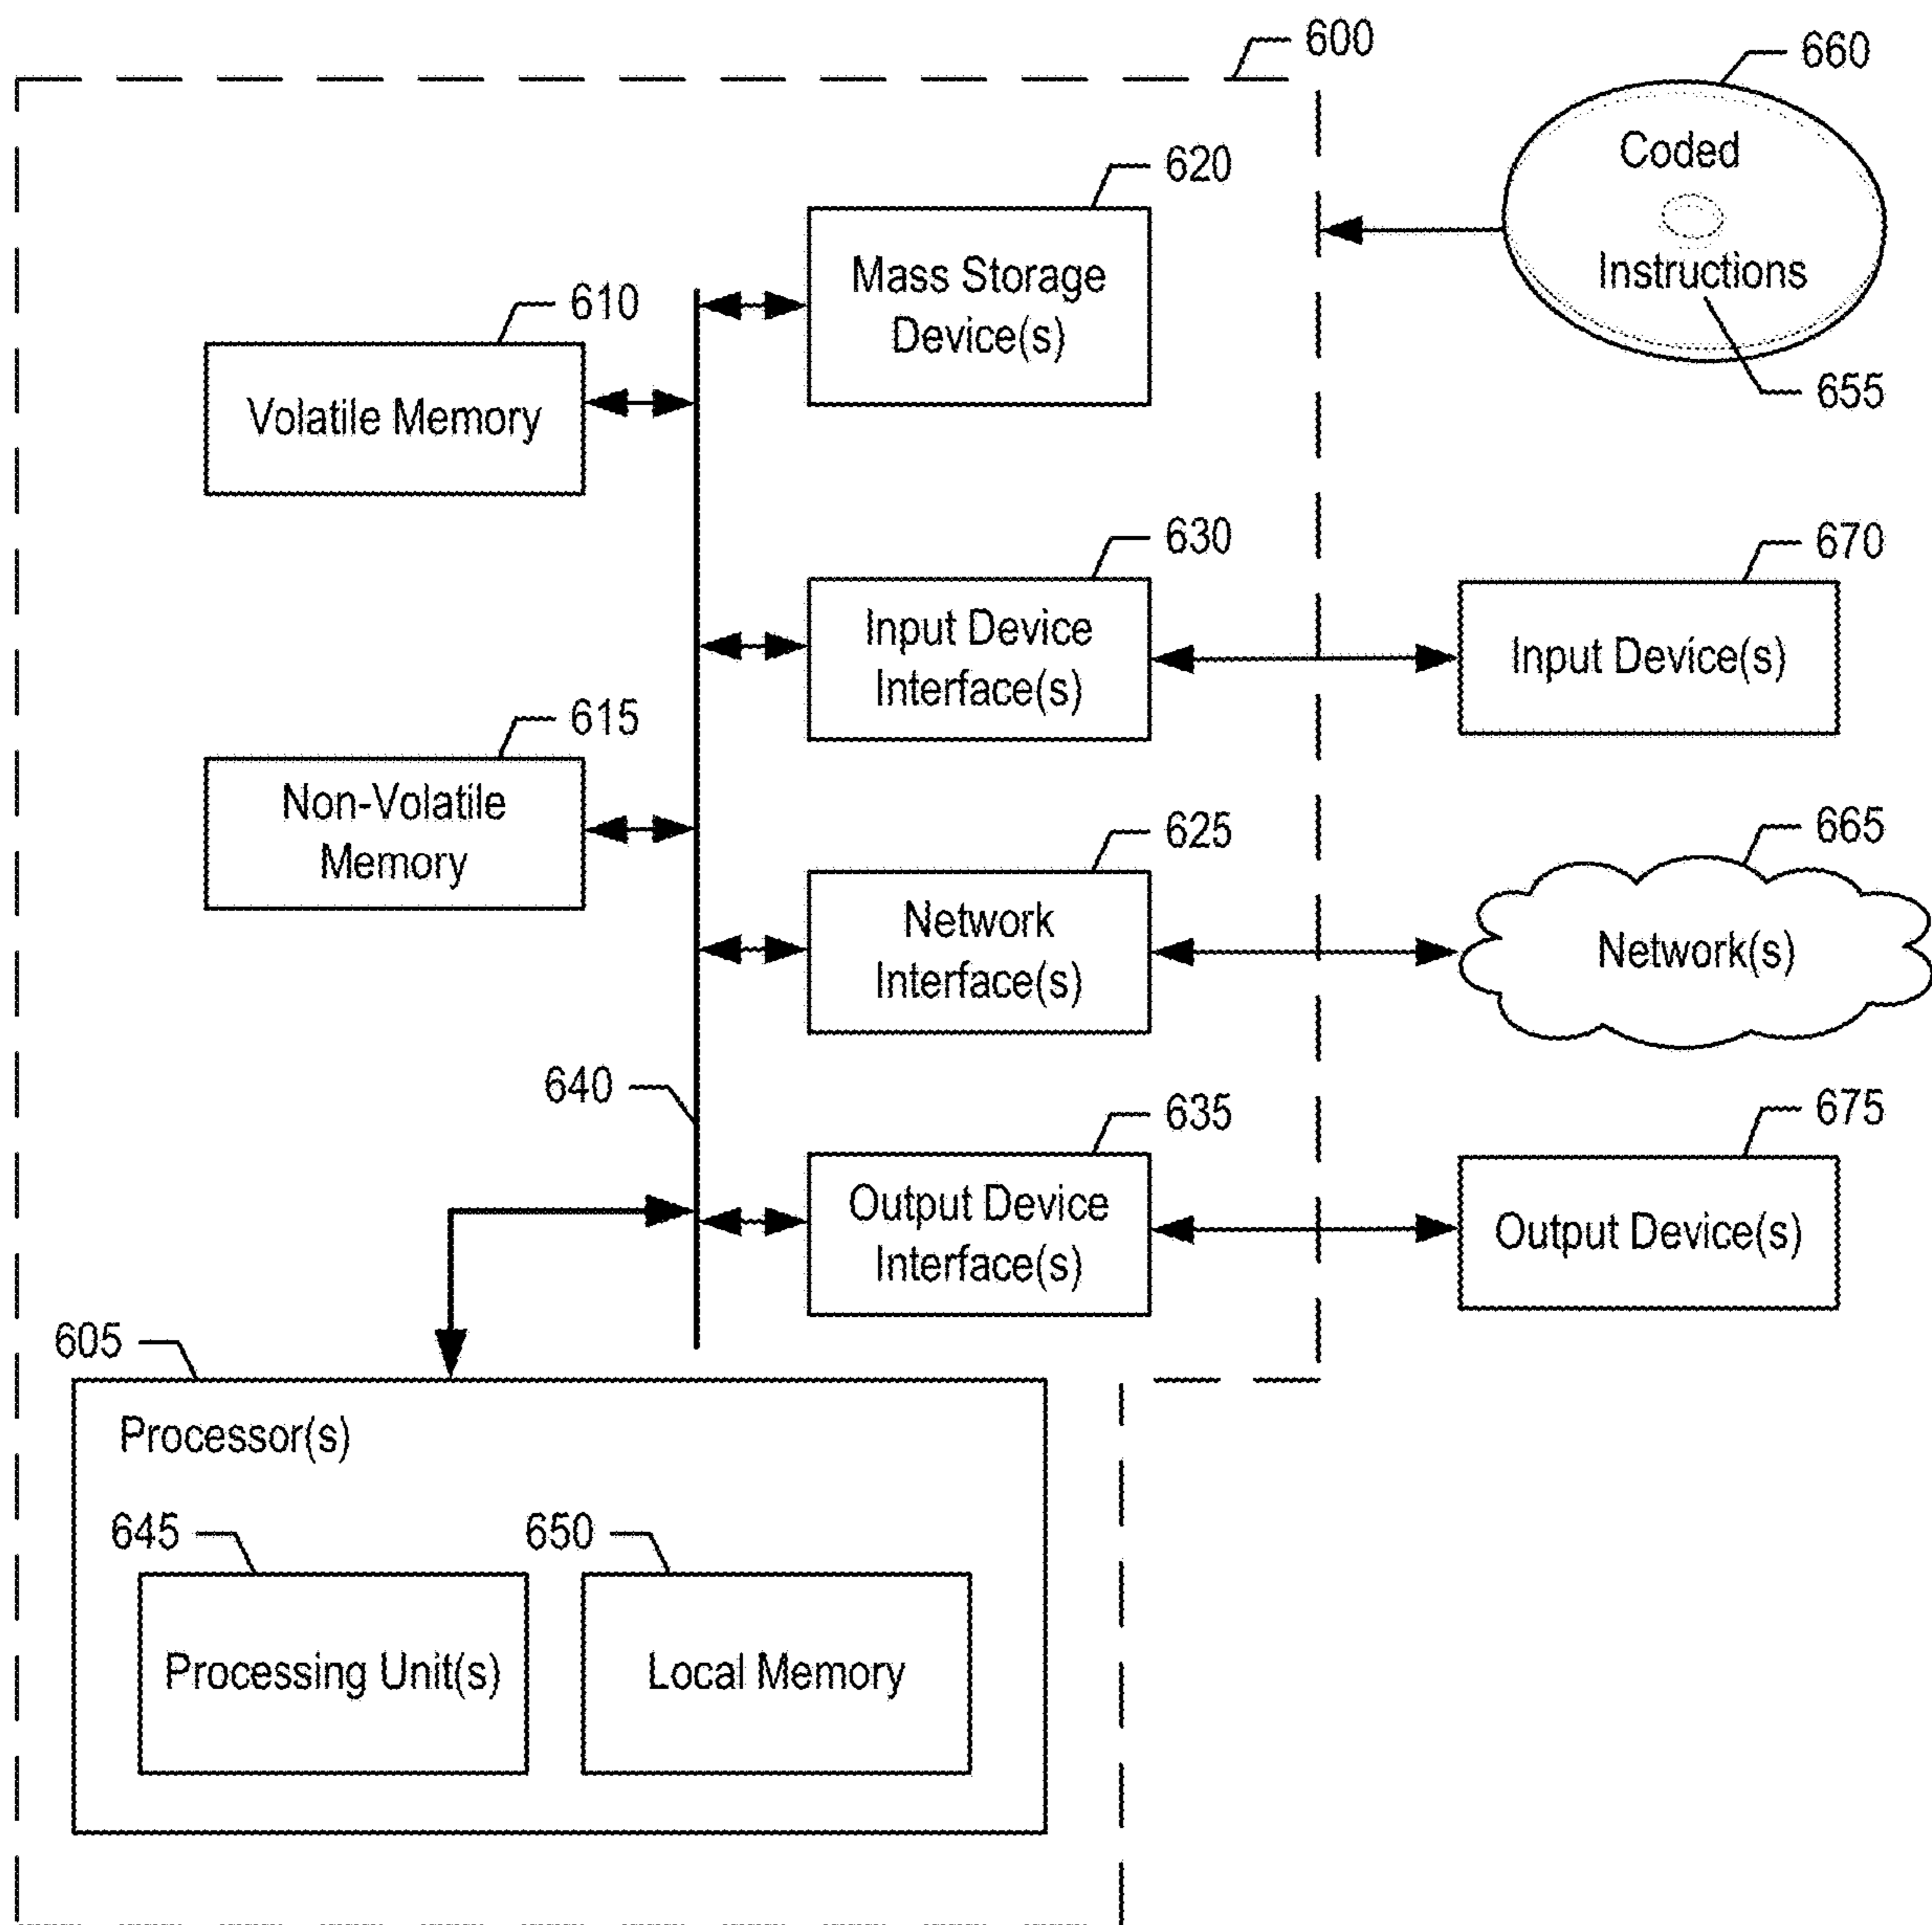 600
660
Coded
Instructions
655
620
Mass Storage
Device(s)
610
Volatile Memory
630
Input Device
Interface(s)
670
Input Device(s)
615
Non-Volatile
Memory
625
Network
Interface(s)
665
Network(s)
640
635
Output Device
Interface(s)
675
Output Device(s)
605
Processor(s)
645
Processing Unit(s)
650
Local Memory